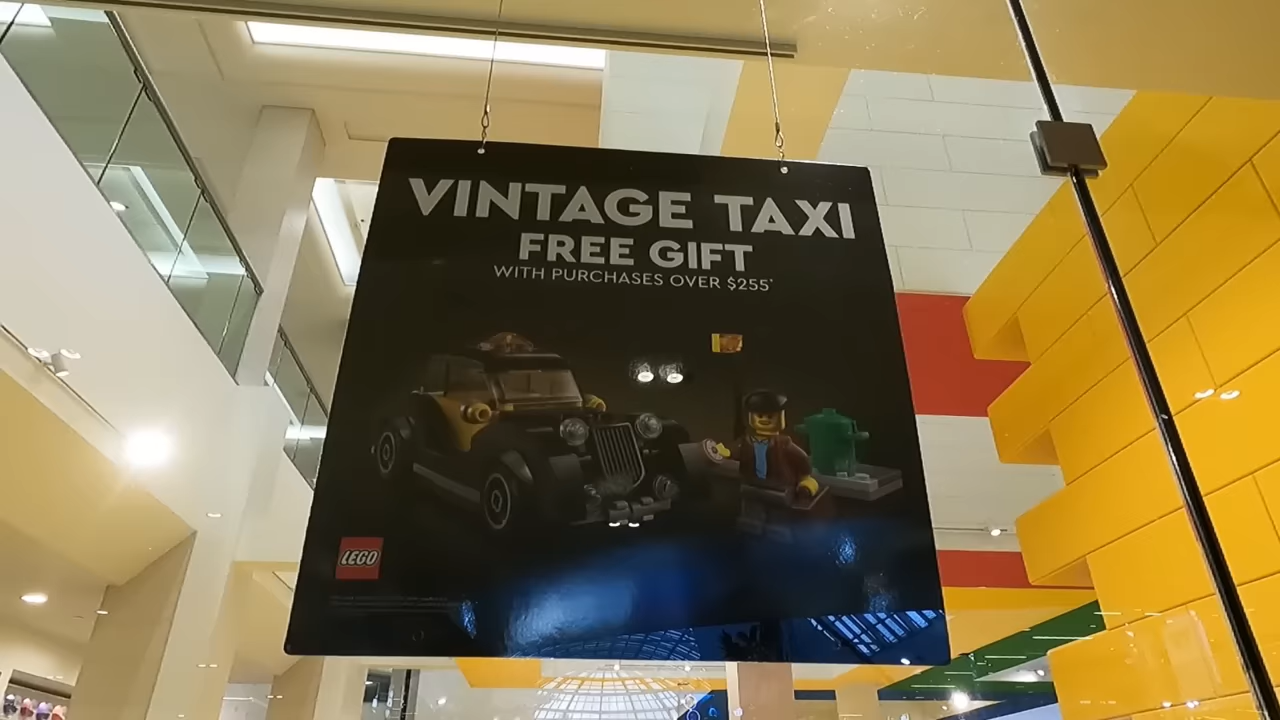 VINTAGE TAXI
FREE GIFT
WITH PURCHASES OVER $255*
LEGO